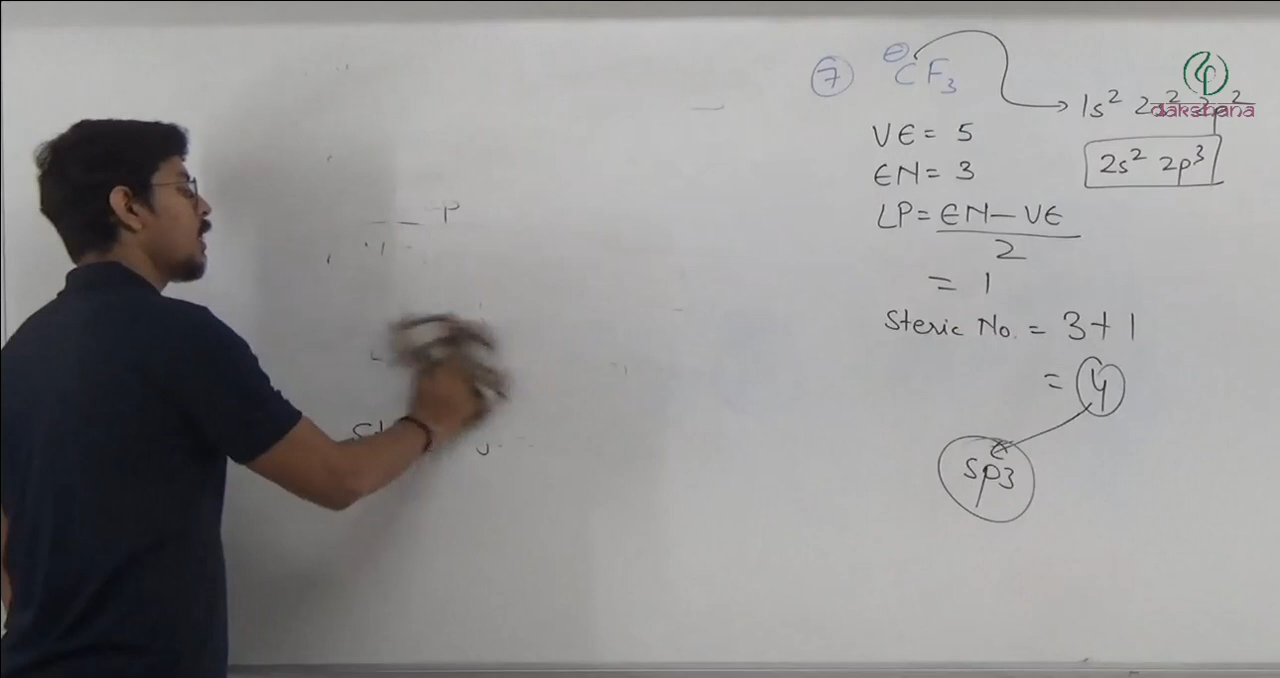 ⑦ ⊖CF₃
1s² 2s² 2p²
dakshana
VE = 5
2s² 2p³
EN = 3
LP = EN − VE
2
= 1
Steric No. = 3 + 1
= 4
sp3
P
St